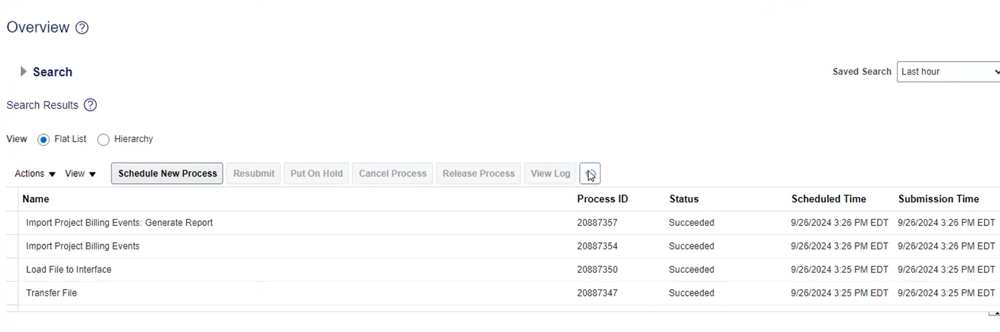 Overview ?
Search
Saved Search Last hour
Search Results ?
View Flat List Hierarchy
Actions View Schedule New Process Resubmit Put On Hold Cancel Process Release Process View Log
Name Process ID Status Scheduled Time Submission Time
Import Project Billing Events: Generate Report 20887357 Succeeded 9/26/2024 3:26 PM EDT 9/26/2024 3:26 PM EDT
Import Project Billing Events 20887354 Succeeded 9/26/2024 3:26 PM EDT 9/26/2024 3:26 PM EDT
Load File to Interface 20887350 Succeeded 9/26/2024 3:25 PM EDT 9/26/2024 3:25 PM EDT
Transfer File 20887347 Succeeded 9/26/2024 3:25 PM EDT 9/26/2024 3:25 PM EDT